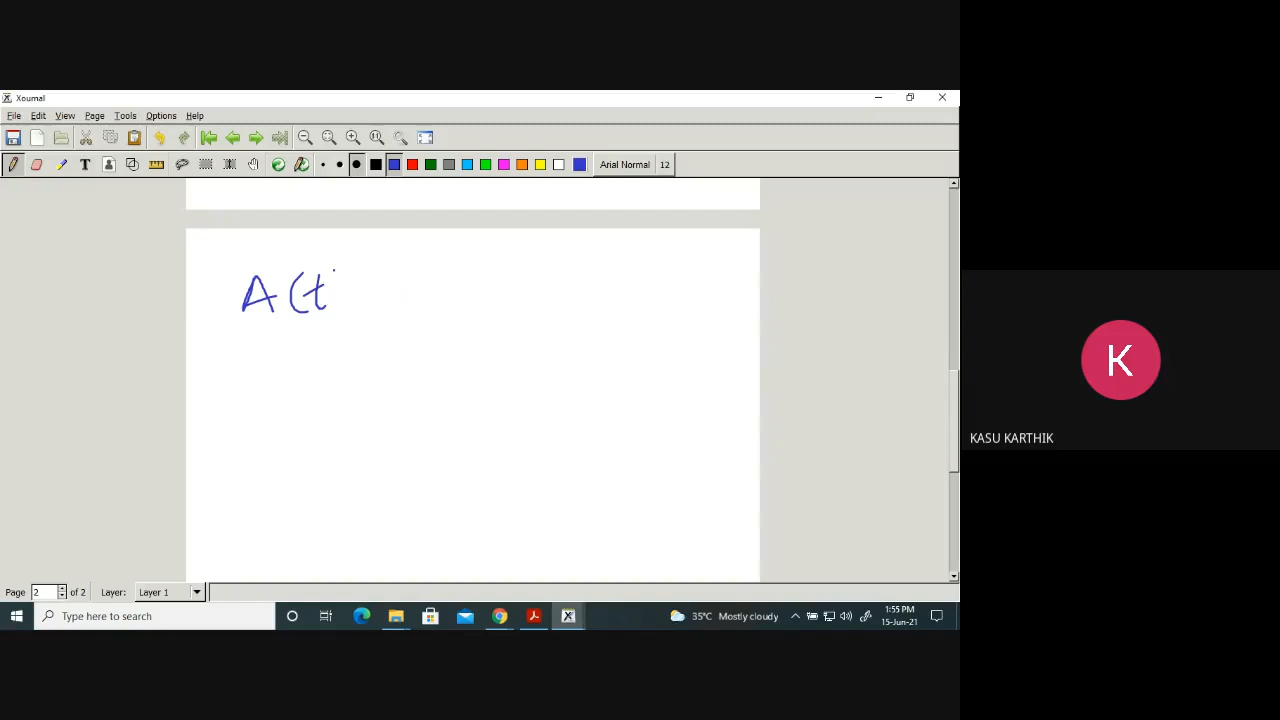 Xournal
File Edit View Page Tools Options Help
T Arial Normal 12
A(t
K
KASU KARTHIK
Page 2 of 2 Layer: Layer 1
Type here to search 35°C Mostly cloudy 1:55 PM
15-Jun-21